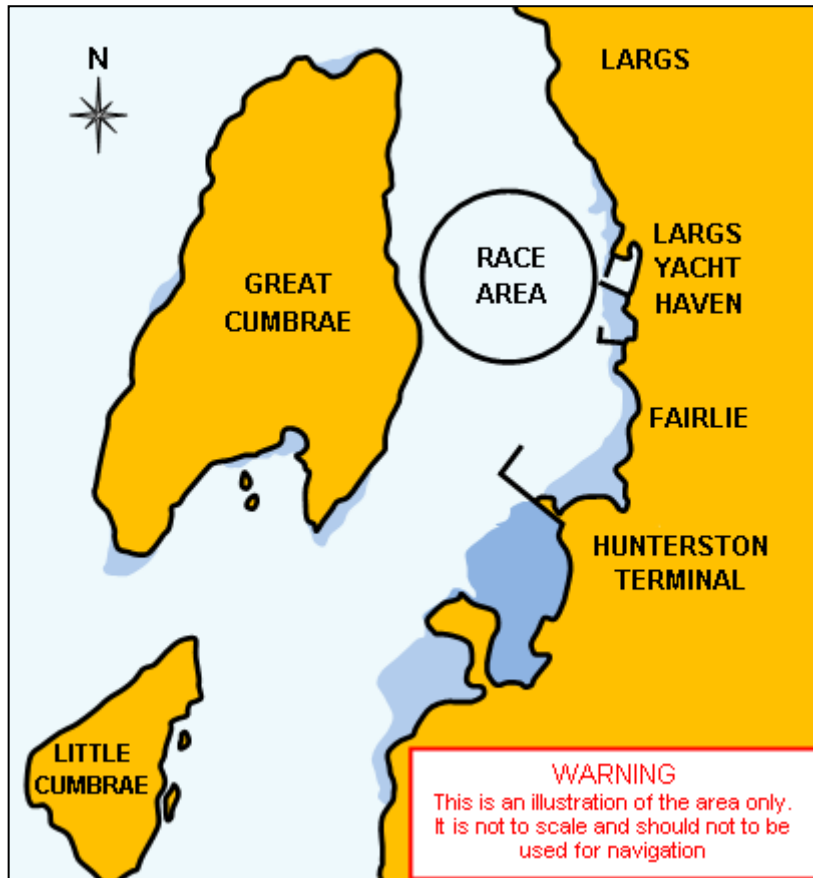 N
LARGS
RACE
AREA
LARGS
YACHT
HAVEN
GREAT
CUMBRAE
FAIRLIE
HUNTERSTON
TERMINAL
LITTLE
CUMBRAE
WARNING
This is an illustration of the area only.
It is not to scale and should not to be
used for navigation